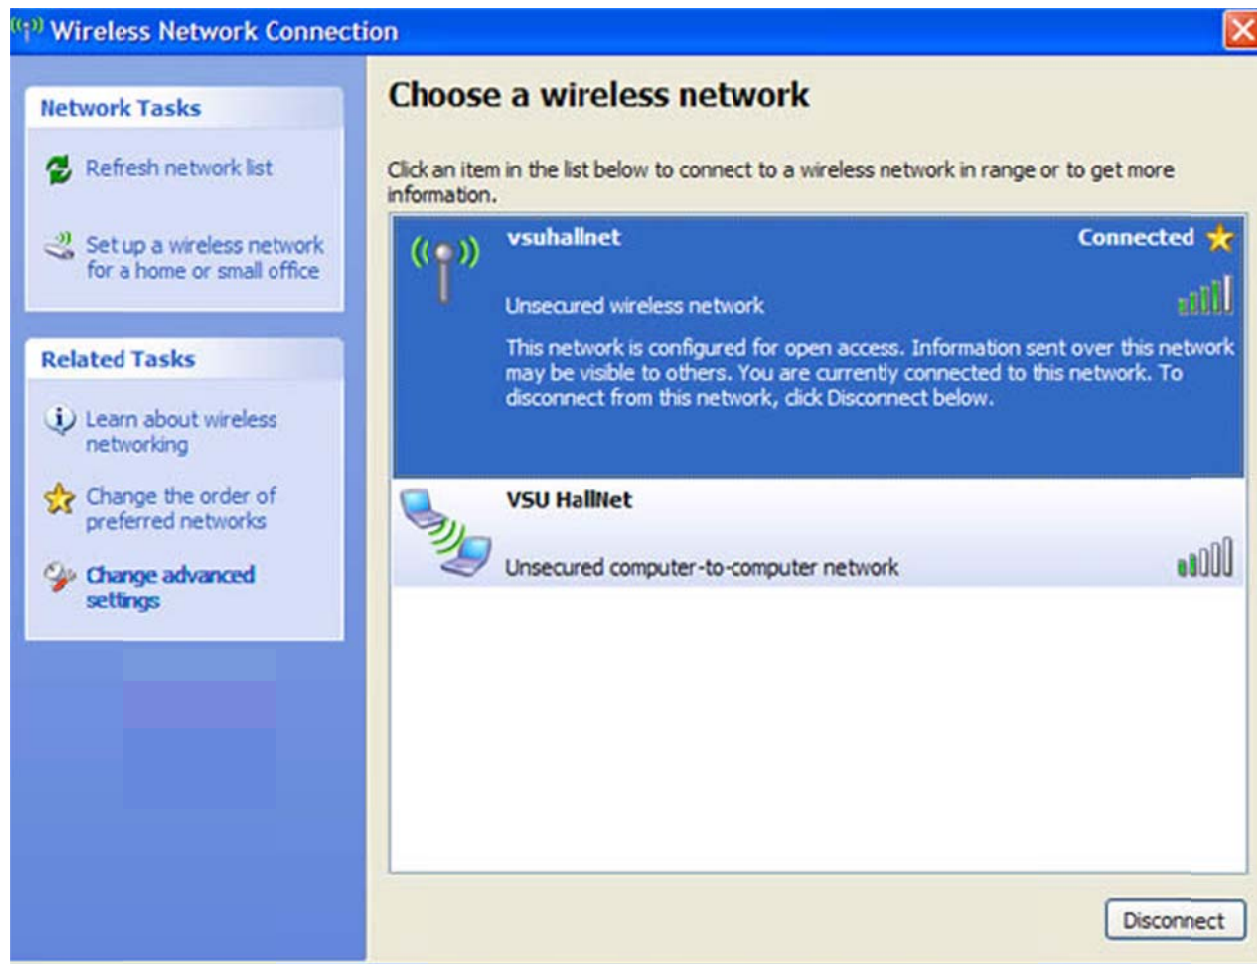 Wireless Network Connection
Network Tasks
Refresh network list
Set up a wireless network
for a home or small office
Related Tasks
Learn about wireless
networking
Change the order of
preferred networks
Change advanced
settings
Choose a wireless network
Click an item in the list below to connect to a wireless network in range or to get more
information.
vsuhallnet Connected
Unsecured wireless network
This network is configured for open access. Information sent over this network
may be visible to others. You are currently connected to this network. To
disconnect from this network, click Disconnect below.
VSU HallNet
Unsecured computer-to-computer network
Disconnect